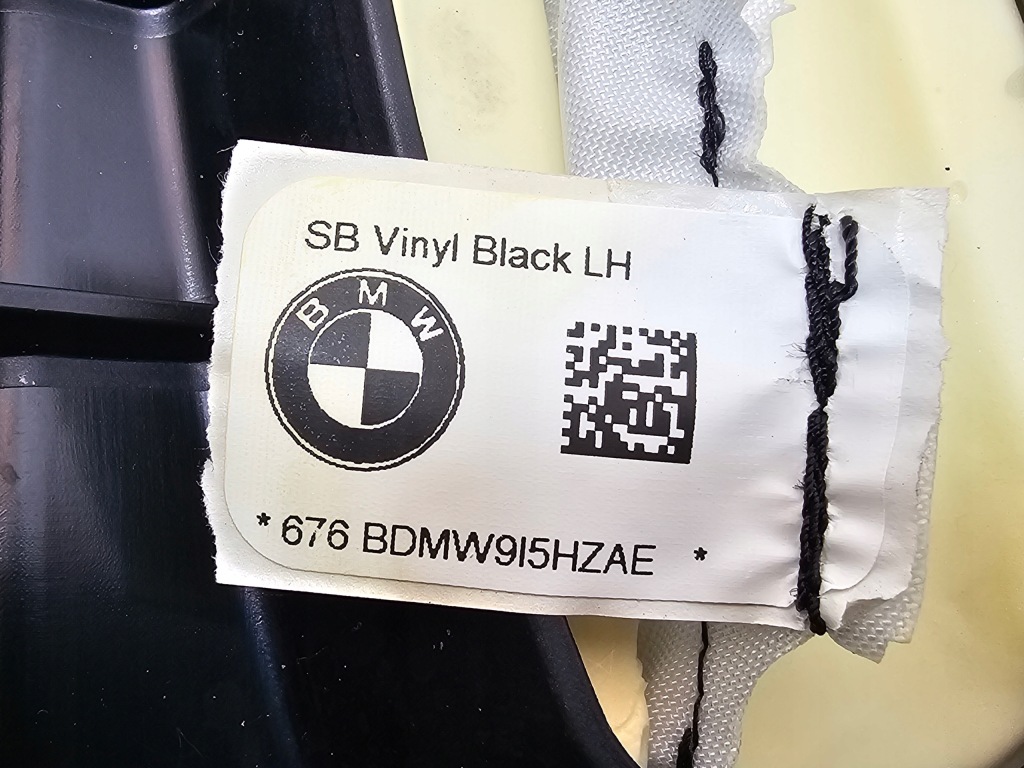 SB Vinyl Black LH
BMW
* 676 BDMW9I5HZAE *